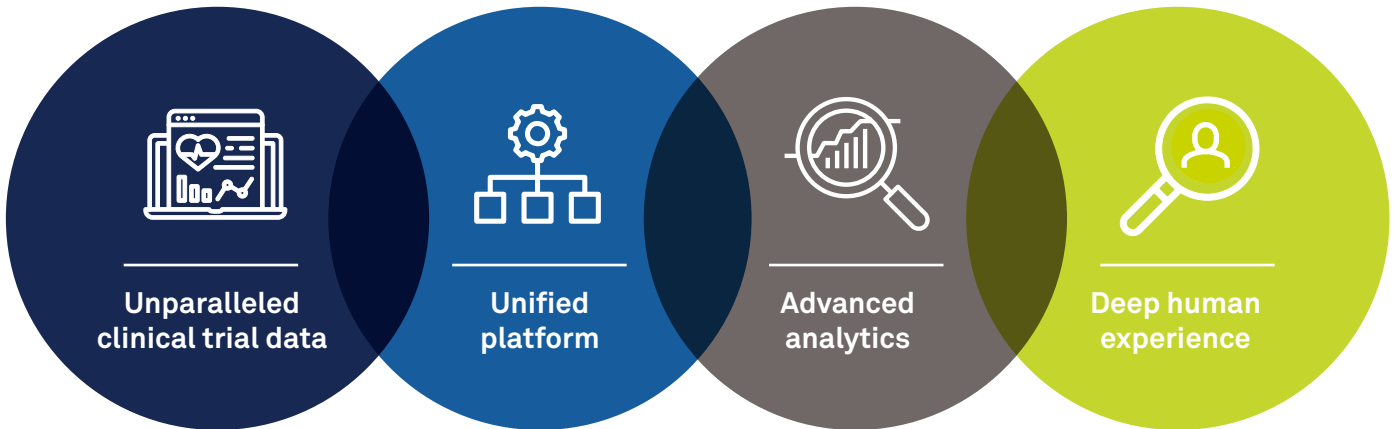 Unparalleled
clinical trial data
Unified
platform
Advanced
analytics
Deep human
experience